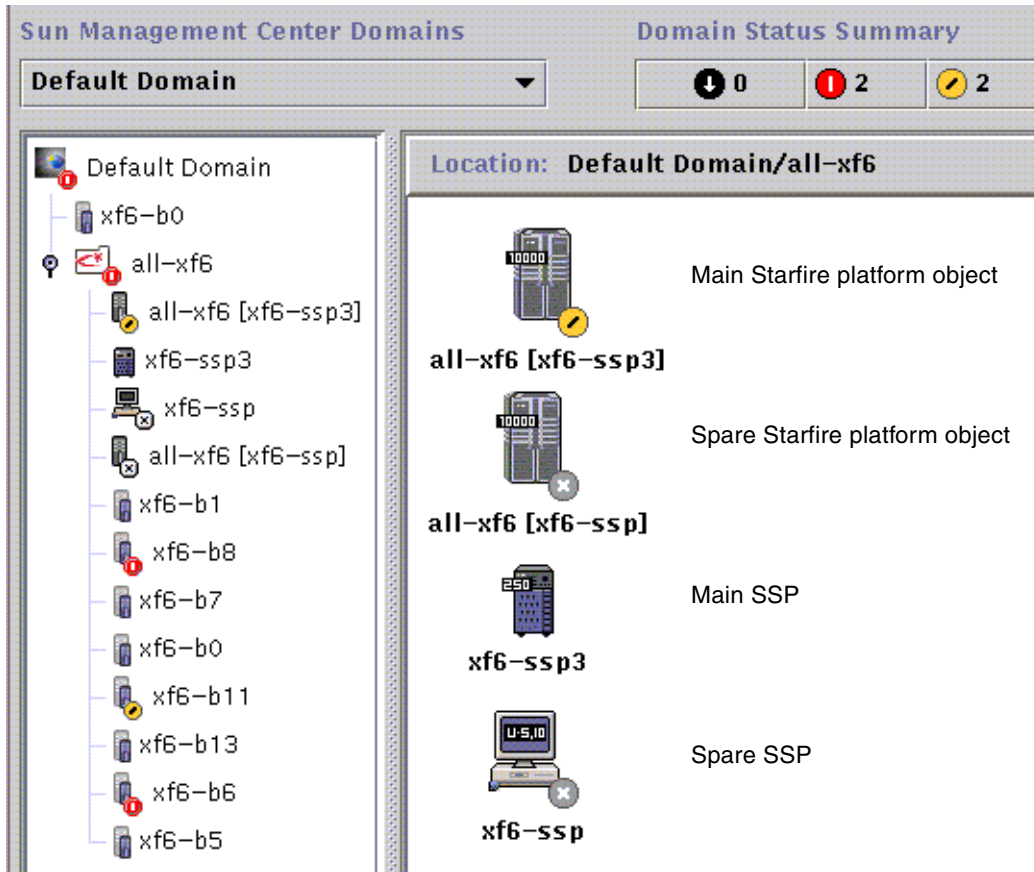 Sun Management Center Domains
Domain Status Summary
Default Domain
0
2
2
Default Domain
xf6-b0
all-xf6
all-xf6 [xf6-ssp3]
xf6-ssp3
xf6-ssp
all-xf6 [xf6-ssp]
xf6-b1
xf6-b8
xf6-b7
xf6-b0
xf6-b11
xf6-b13
xf6-b6
xf6-b5
Location: Default Domain/all-xf6
10000
Main Starfire platform object
all-xf6 [xf6-ssp3]
10000
Spare Starfire platform object
all-xf6 [xf6-ssp]
250
Main SSP
xf6-ssp3
U-5,10
Spare SSP
xf6-ssp